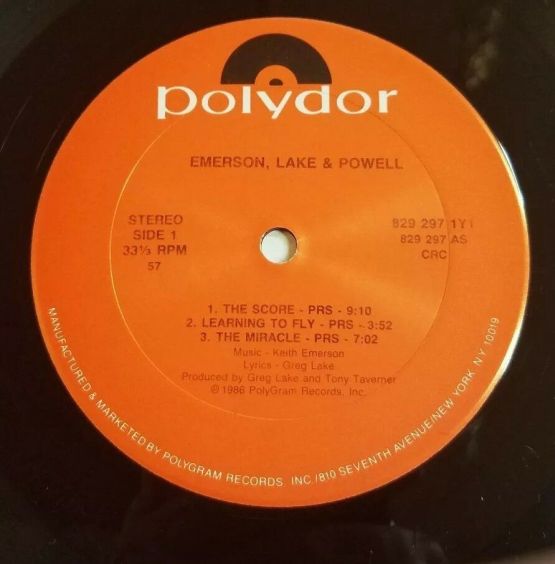 polydor
EMERSON, LAKE & POWELL
STEREO
SIDE 1
33⅓ RPM
57
829 297 1Y1
829 297 AS
CRC
1. THE SCORE - PRS - 9:10
2. LEARNING TO FLY - PRS - 3:52
3. THE MIRACLE - PRS - 7:02
Music - Keith Emerson
Lyrics - Greg Lake
Produced by Greg Lake and Tony Taverner
℗ 1986 PolyGram Records, Inc.
MANUFACTURED & MARKETED BY POLYGRAM RECORDS, INC./810 SEVENTH AVENUE/NEW YORK, NY 10019